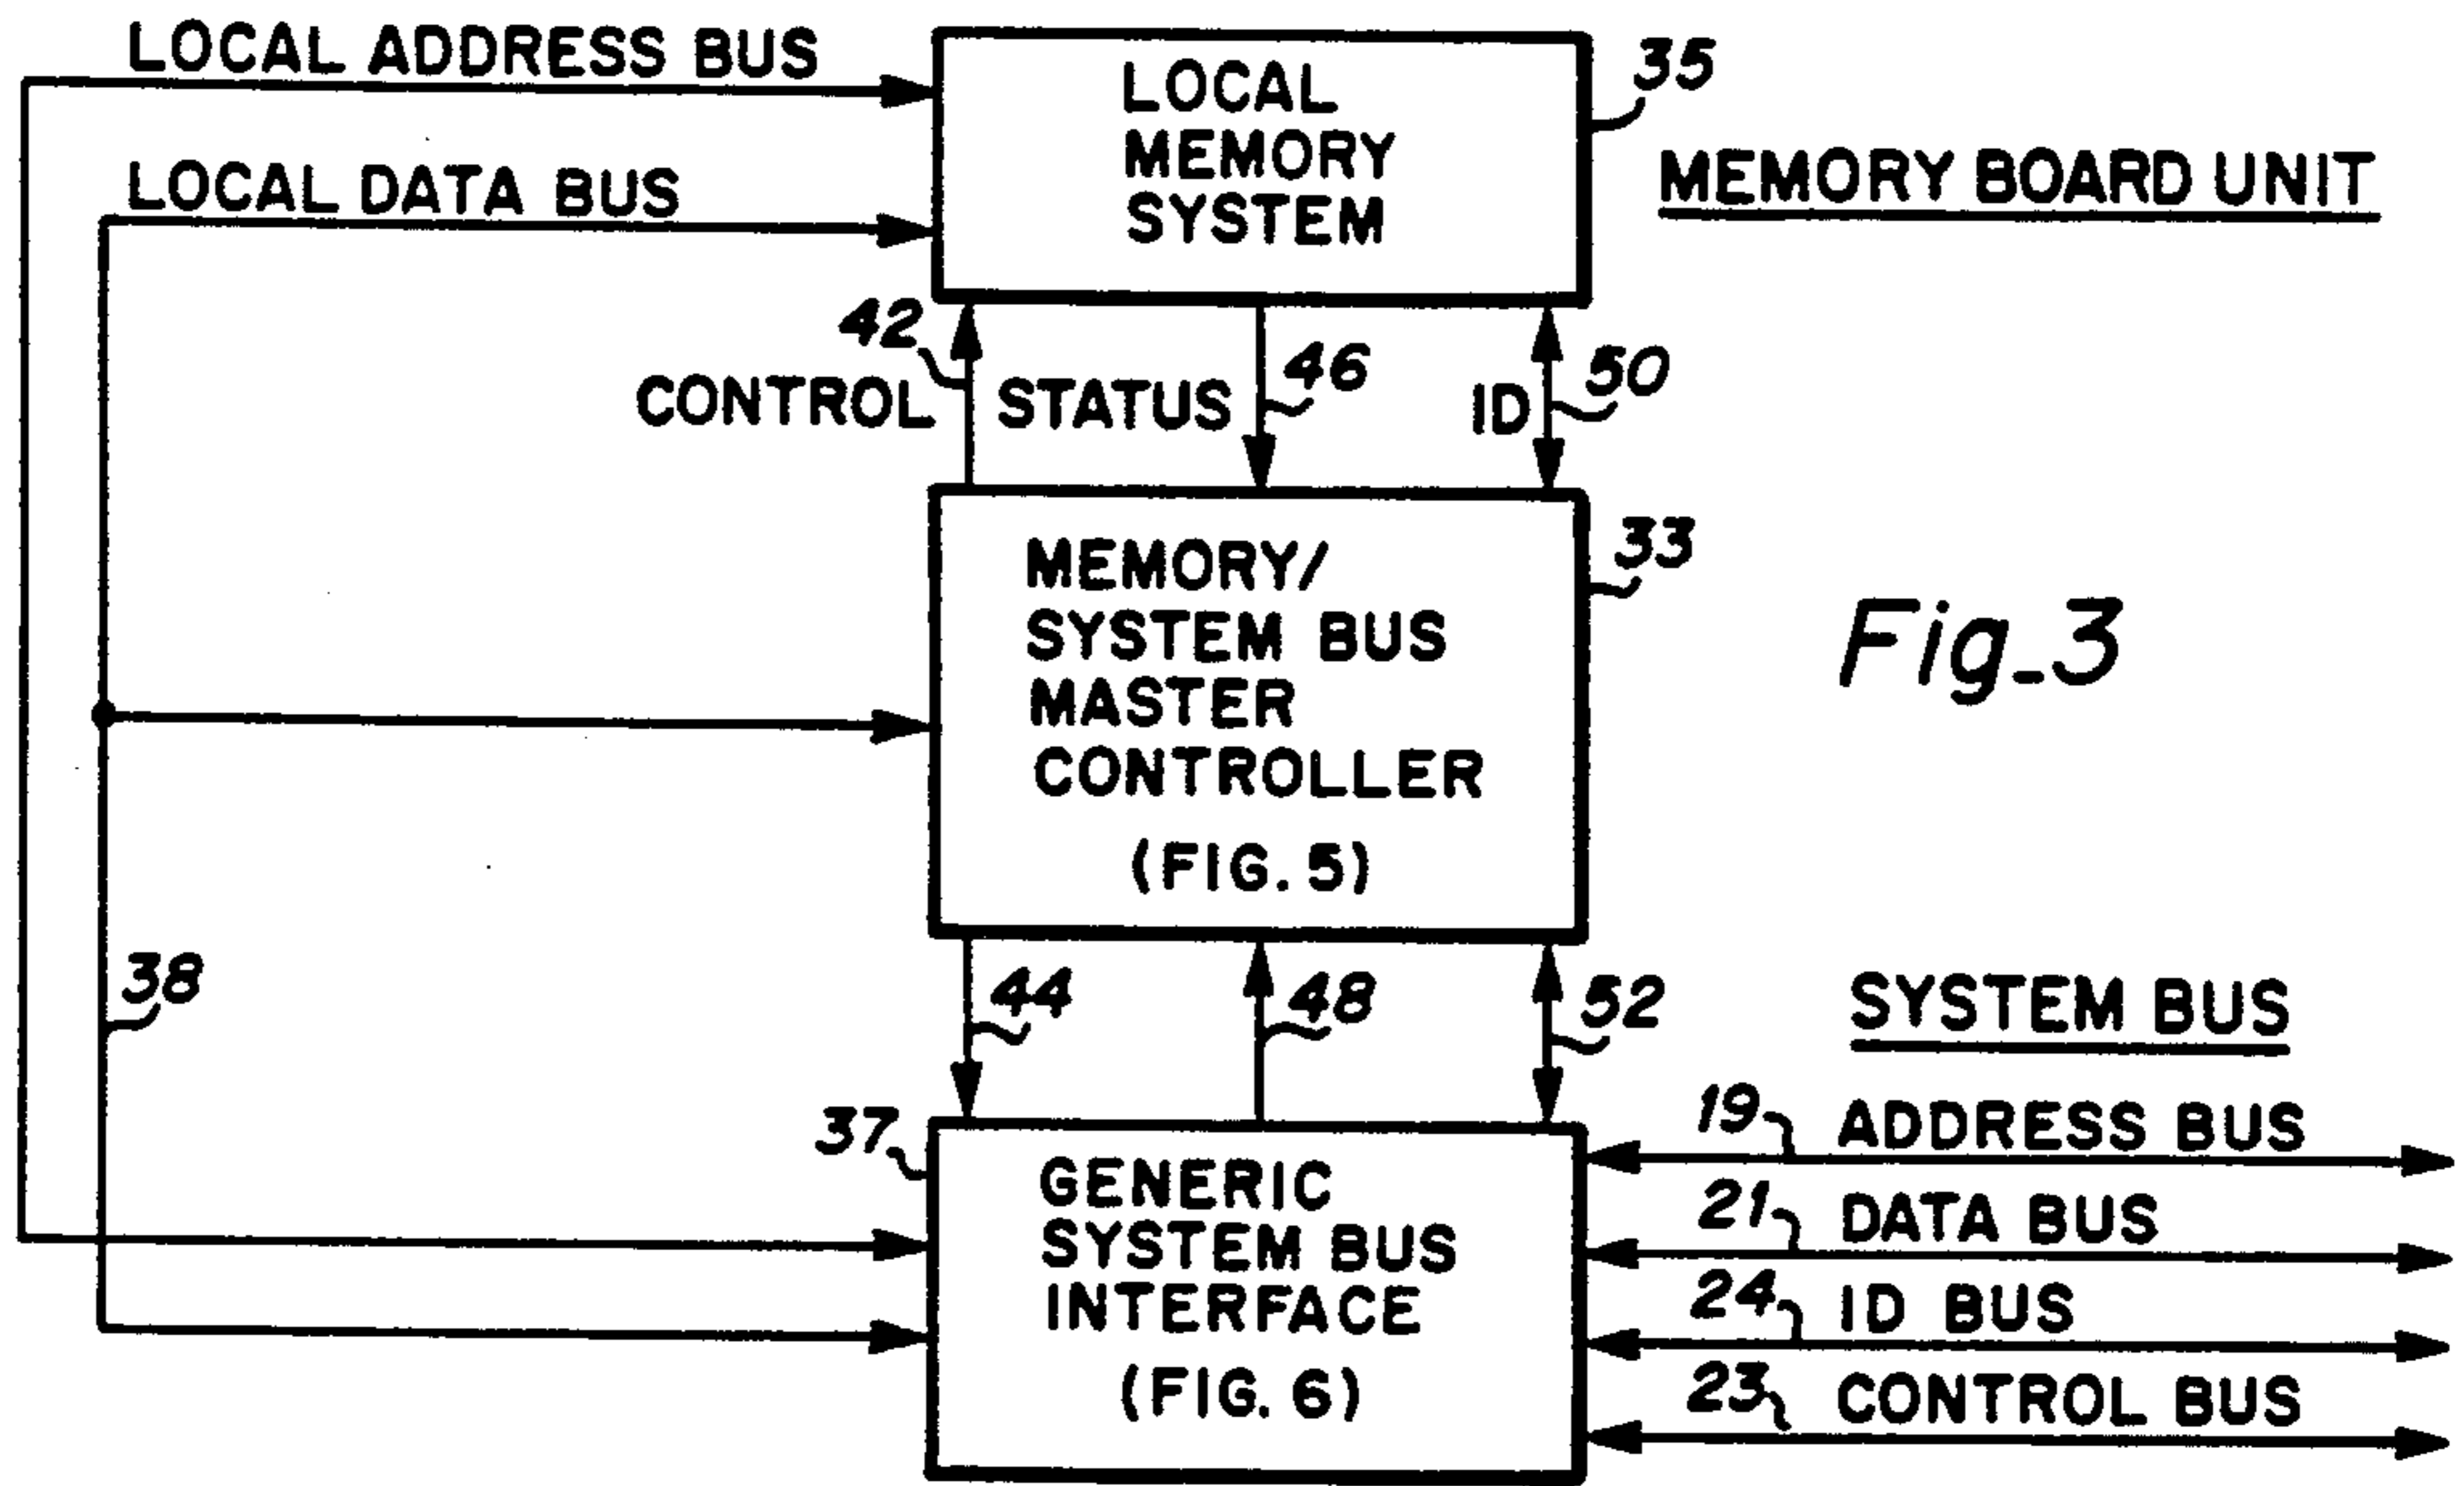 LOCAL ADDRESS BUS
LOCAL DATA BUS
LOCAL
MEMORY
SYSTEM
35
MEMORY BOARD UNIT
42
CONTROL
STATUS
46
ID
50
MEMORY/
SYSTEM BUS
MASTER
CONTROLLER
(FIG. 5)
33
Fig_3
38
44
48
52
SYSTEM BUS
37
GENERIC
SYSTEM BUS
INTERFACE
(FIG. 6)
19 ADDRESS BUS
21 DATA BUS
24 ID BUS
23 CONTROL BUS